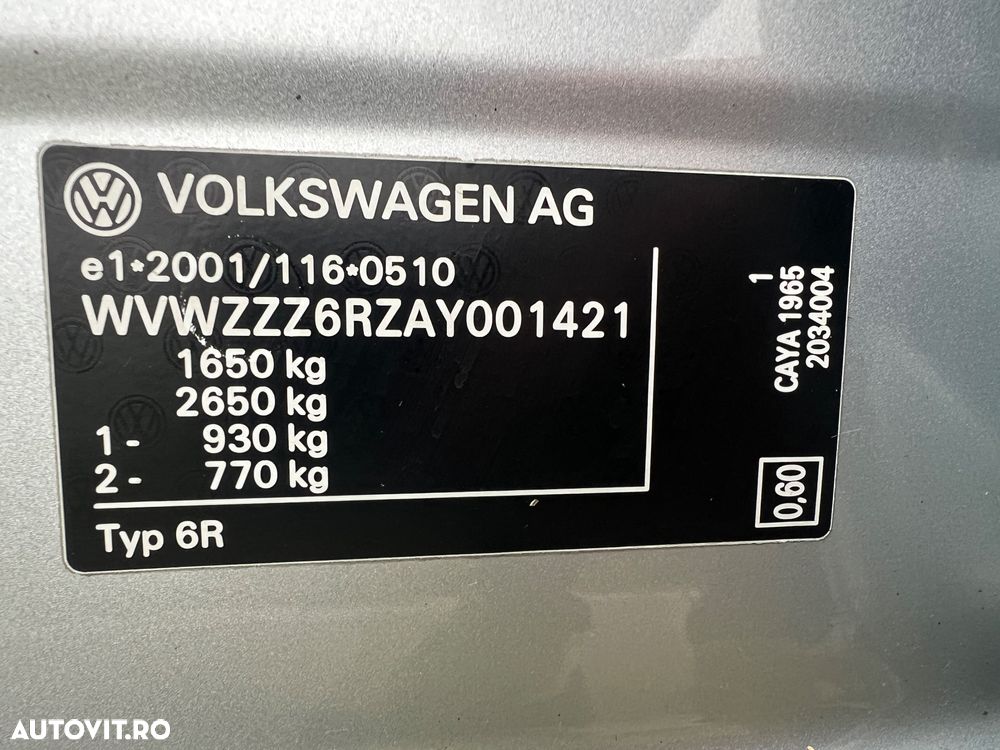 VOLKSWAGEN AG
e1*2001/116*0510
WVWZZZ6RZAY001421
1650 kg
2650 kg
1 - 930 kg
2 - 770 kg
Typ 6R
1
CAYA 1965
2034004
0,60
AUTOVIT.RO